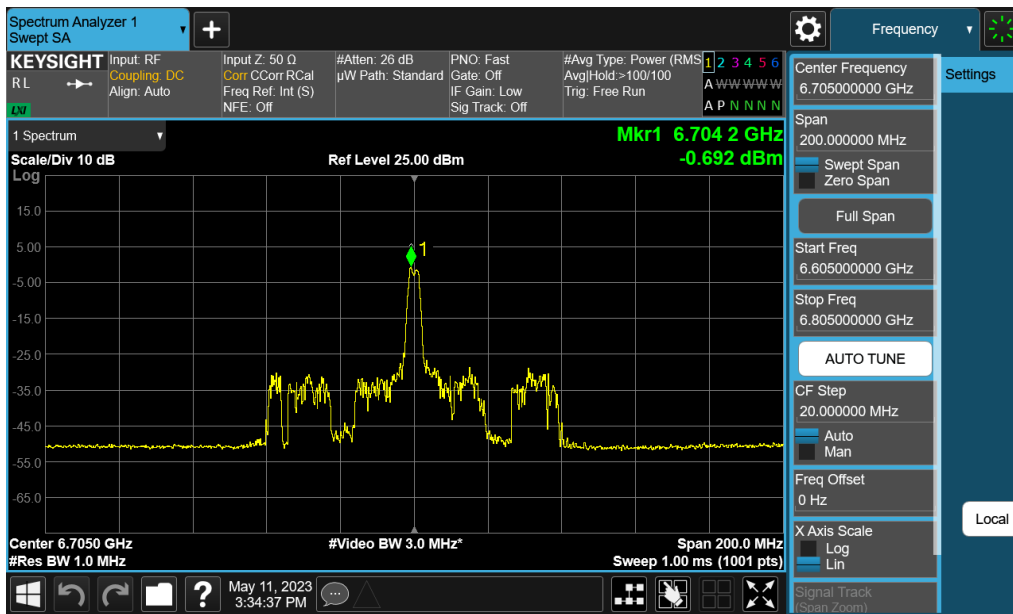 Spectrum Analyzer 1
Swept SA
Frequency
KEYSIGHT
R L
LXI
Input: RF
Coupling: DC
Align: Auto
Input Z: 50 Ω
Corr CCorr RCal
Freq Ref: Int (S)
NFE: Off
#Atten: 26 dB
µW Path: Standard
PNO: Fast
Gate: Off
IF Gain: Low
Sig Track: Off
#Avg Type: Power (RMS
Avg|Hold:>100/100
Trig: Free Run
1 2 3 4 5 6
A W W W W W
A P N N N N
1 Spectrum
Scale/Div 10 dB
Log
Ref Level 25.00 dBm
Mkr1 6.704 2 GHz
-0.692 dBm
1
15.0
5.00
-5.00
-15.0
-25.0
-35.0
-45.0
-55.0
-65.0
Center 6.7050 GHz
#Res BW 1.0 MHz
#Video BW 3.0 MHz*
Span 200.0 MHz
Sweep 1.00 ms (1001 pts)
Center Frequency
6.705000000 GHz
Span
200.000000 MHz
Swept Span
Zero Span
Full Span
Start Freq
6.605000000 GHz
Stop Freq
6.805000000 GHz
AUTO TUNE
CF Step
20.000000 MHz
Auto
Man
Freq Offset
0 Hz
X Axis Scale
Log
Lin
Signal Track
(Span Zoom)
Settings
Local
?
May 11, 2023
3:34:37 PM